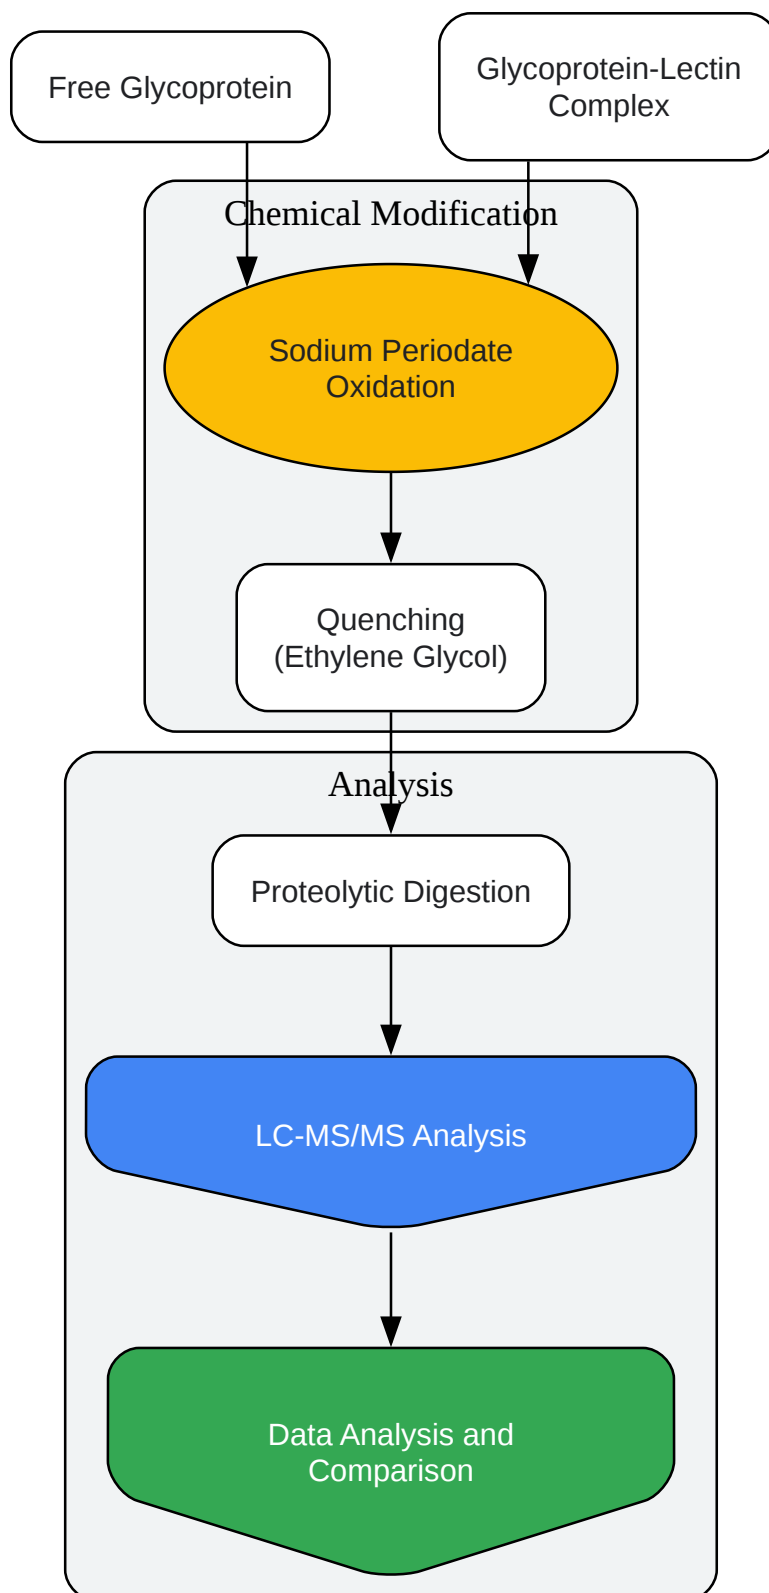 Free Glycoprotein
Glycoprotein-Lectin
Complex
Chemical Modification
Sodium Periodate
Oxidation
Quenching
(Ethylene Glycol)
Analysis
Proteolytic Digestion
LC-MS/MS Analysis
Data Analysis and
Comparison